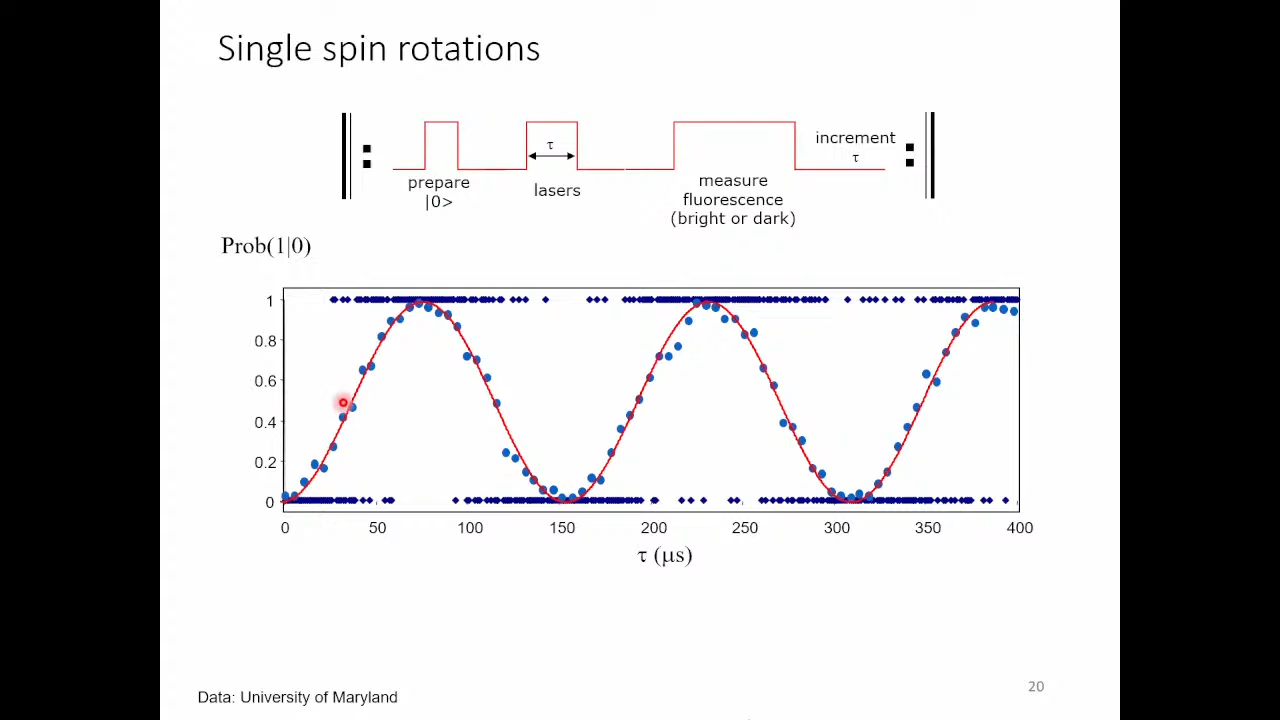 Single spin rotations
τ
increment
τ
prepare
|0>
lasers
measure
fluorescence
(bright or dark)
Prob(1|0)
1
0.8
0.6
0.4
0.2
0
0 50 100 150 200 250 300 350 400
τ (μs)
Data: University of Maryland
20